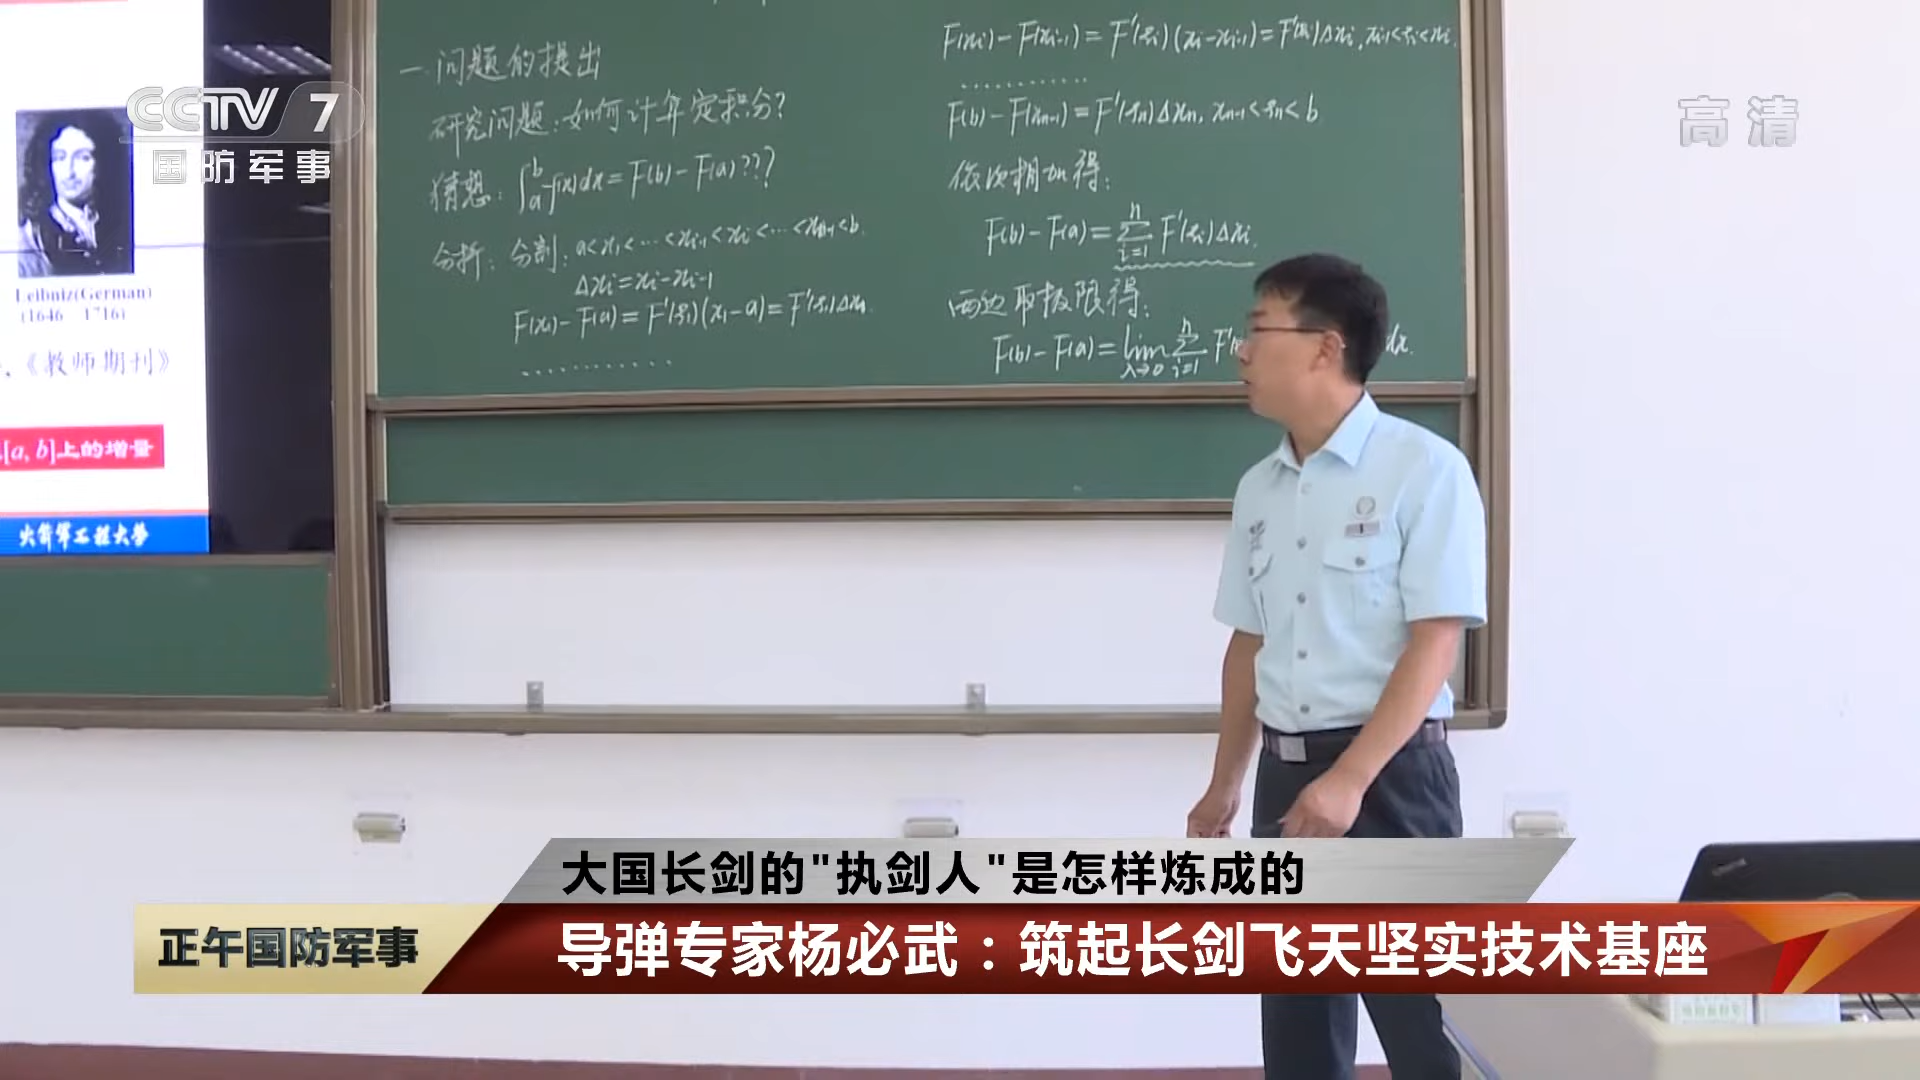 CCTV 7
国防军事
高清
Leibniz(German)
(1646 1716)
、《教师期刊》
[a, b]上的增量
火箭军工程大学
一.问题的提出
研究问题:如何计算定积分?
猜想:∫_a^b f(x)dx=F(b)-F(a)???
分析:分割:a<x₁<…<xᵢ₋₁<xᵢ<…<xₙ₋₁<b.
Δxᵢ=xᵢ-xᵢ₋₁
F(x₁)-F(a)=F'(ξ₁)(x₁-a)=F'(ξ₁)Δx₁.
...........
F(xᵢ)-F(xᵢ₋₁)=F'(ξᵢ)(xᵢ-xᵢ₋₁)=F'(ξᵢ)Δxᵢ, xᵢ₋₁<ξᵢ<xᵢ.
...........
F(b)-F(xₙ₋₁)=F'(ξₙ)Δxₙ, xₙ₋₁<ξₙ<b
依次相加得:
F(b)-F(a)=∑_{i=1}^n F'(ξᵢ)Δxᵢ.
两边取极限得:
F(b)-F(a)=lim_{λ→0} ∑_{i=1}^n F'( dx.
大国长剑的"执剑人"是怎样炼成的
正午国防军事
导弹专家杨必武：筑起长剑飞天坚实技术基座